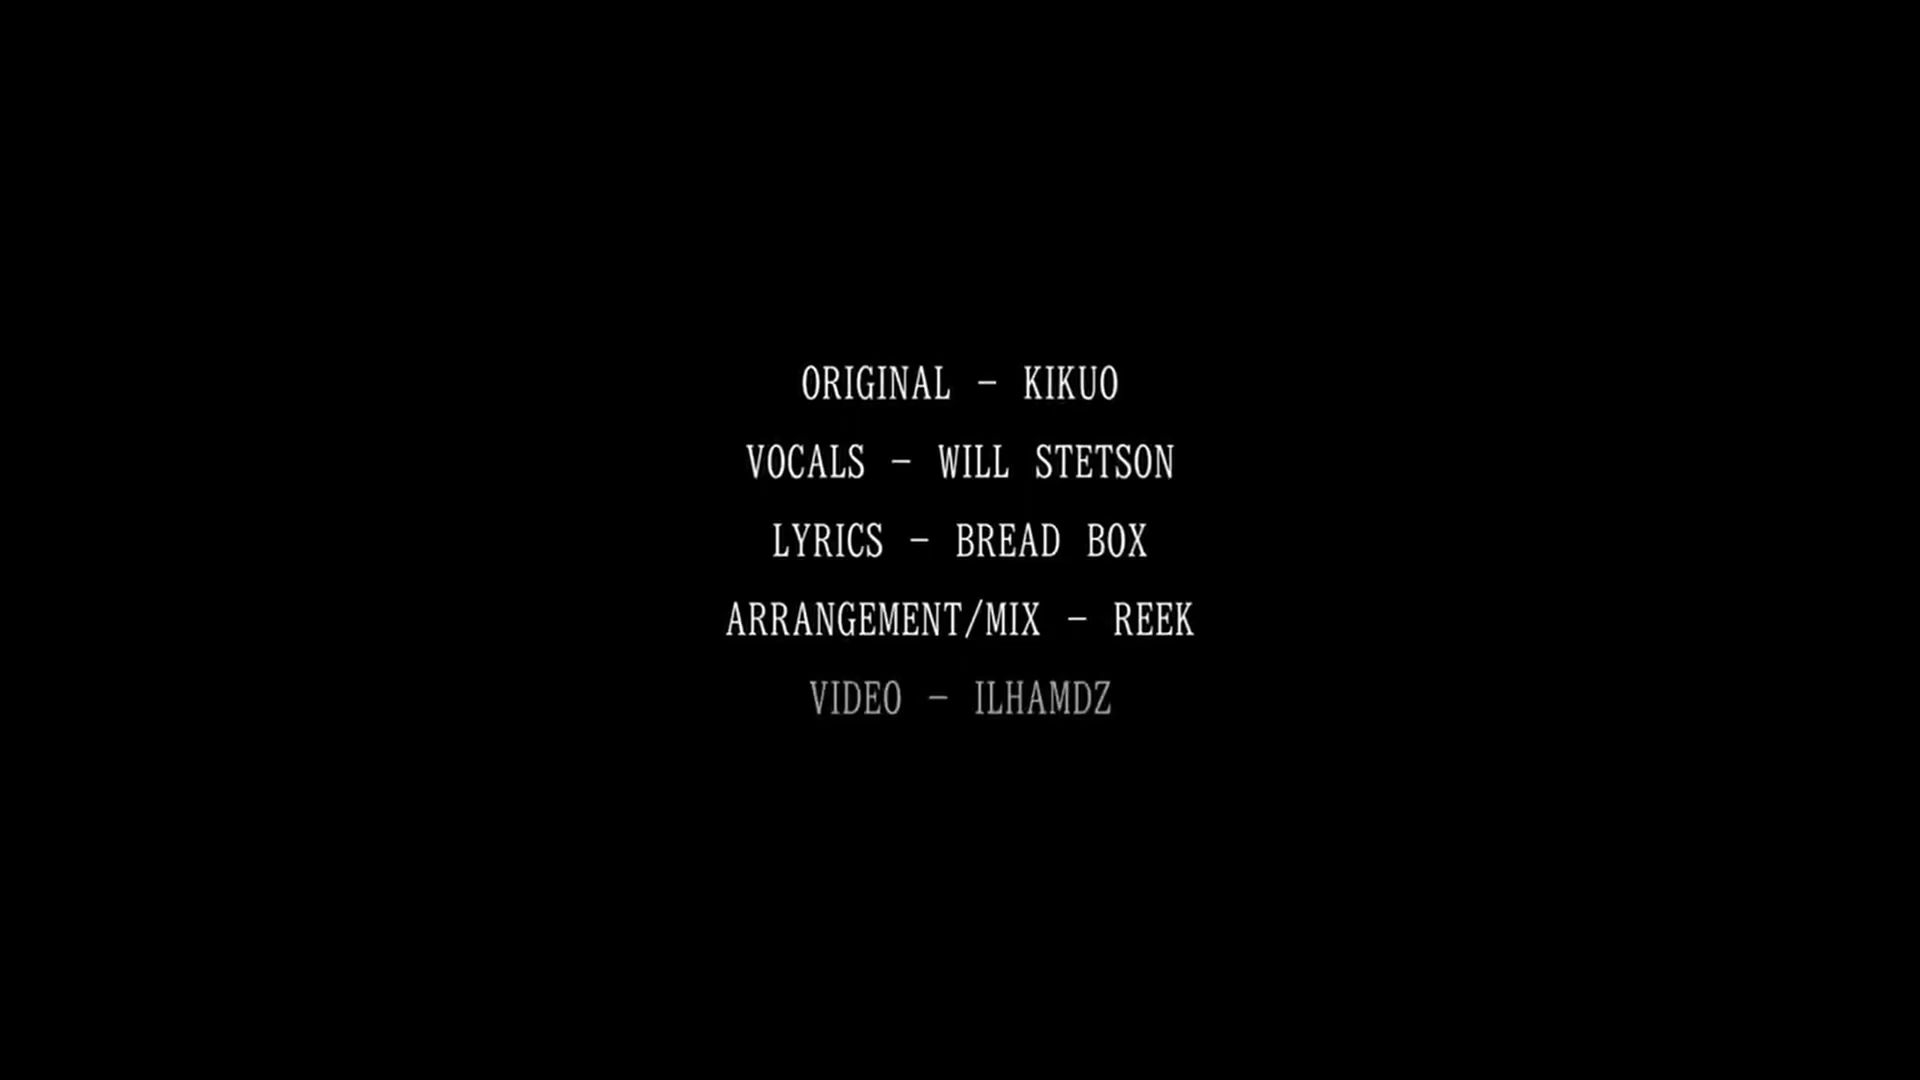 ORIGINAL - KIKUO
VOCALS - WILL STETSON
LYRICS - BREAD BOX
ARRANGEMENT/MIX - REEK
VIDEO - ILHAMDZ